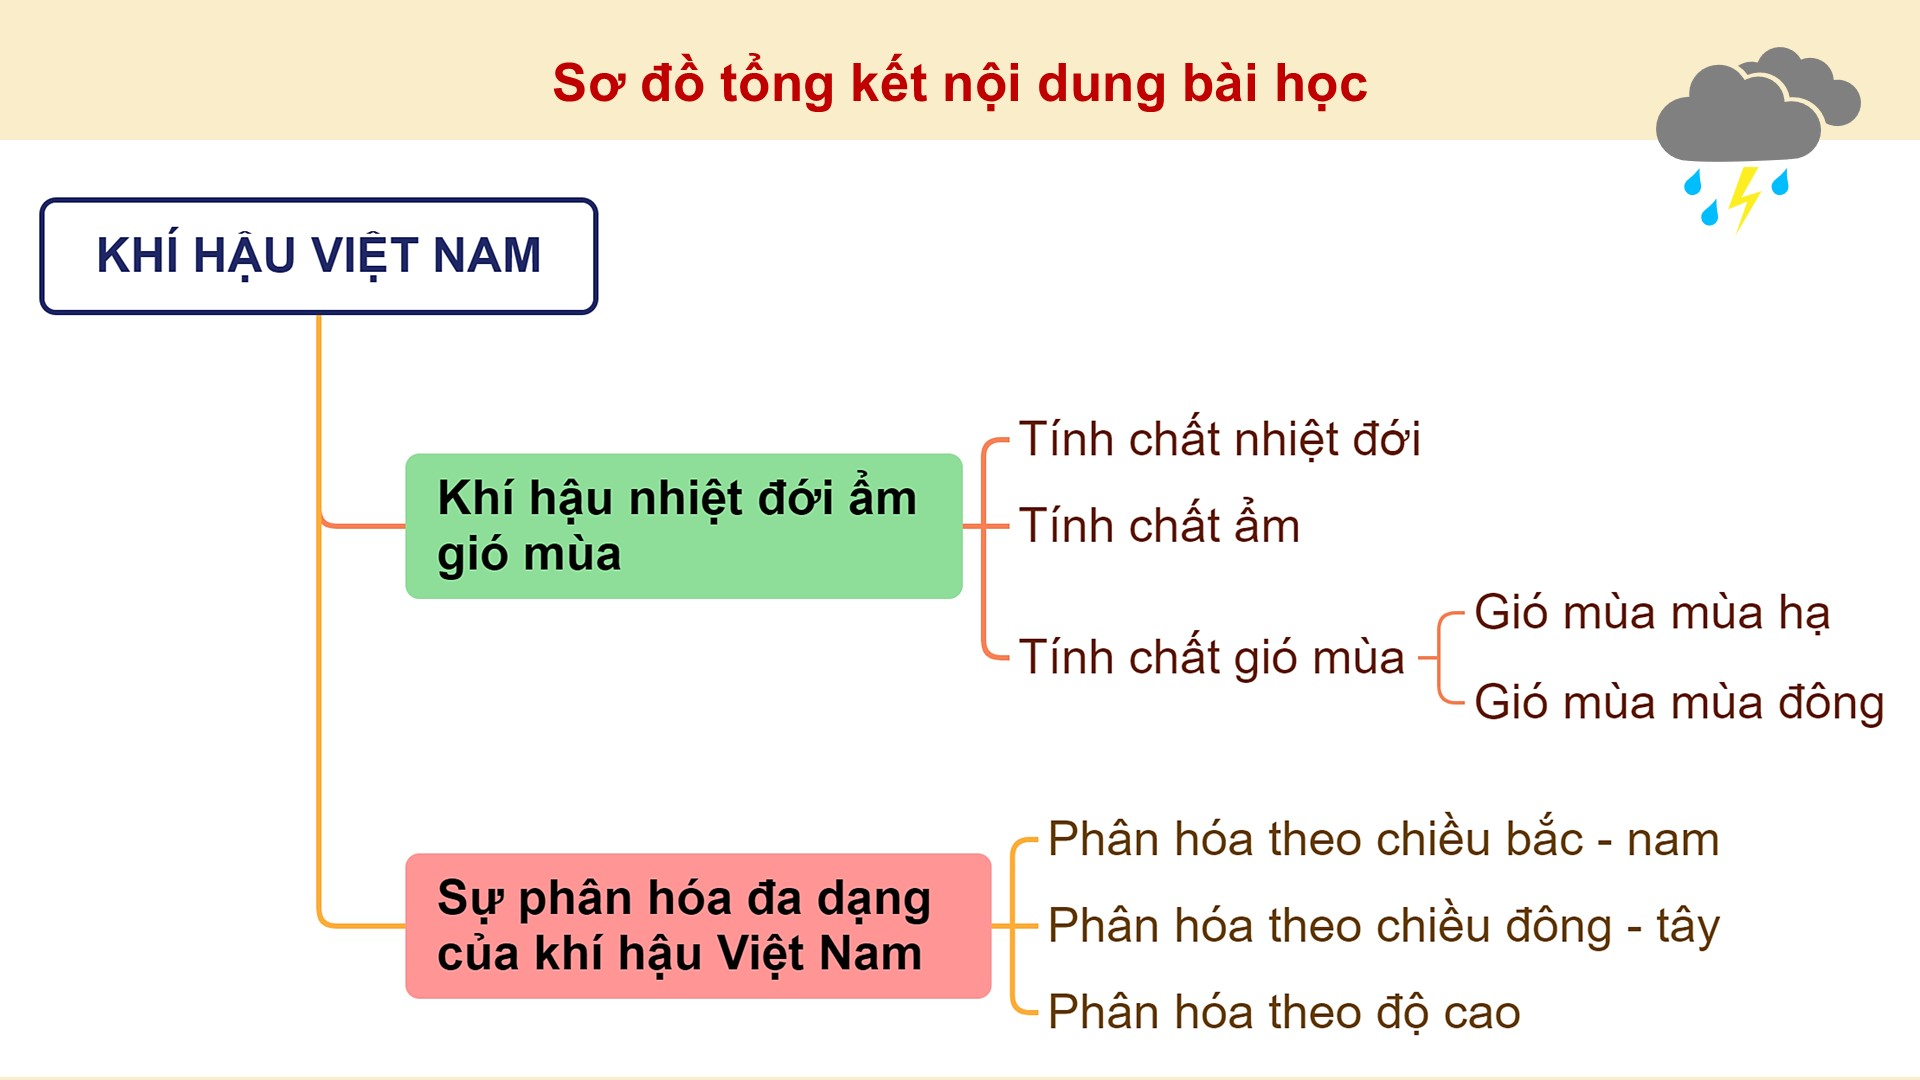 Sơ đồ tổng kết nội dung bài học
KHÍ HẬU VIỆT NAM
Khí hậu nhiệt đới ẩm
gió mùa
Tính chất nhiệt đới
Tính chất ẩm
Tính chất gió mùa
Gió mùa mùa hạ
Gió mùa mùa đông
Sự phân hóa đa dạng
của khí hậu Việt Nam
Phân hóa theo chiều bắc - nam
Phân hóa theo chiều đông - tây
Phân hóa theo độ cao